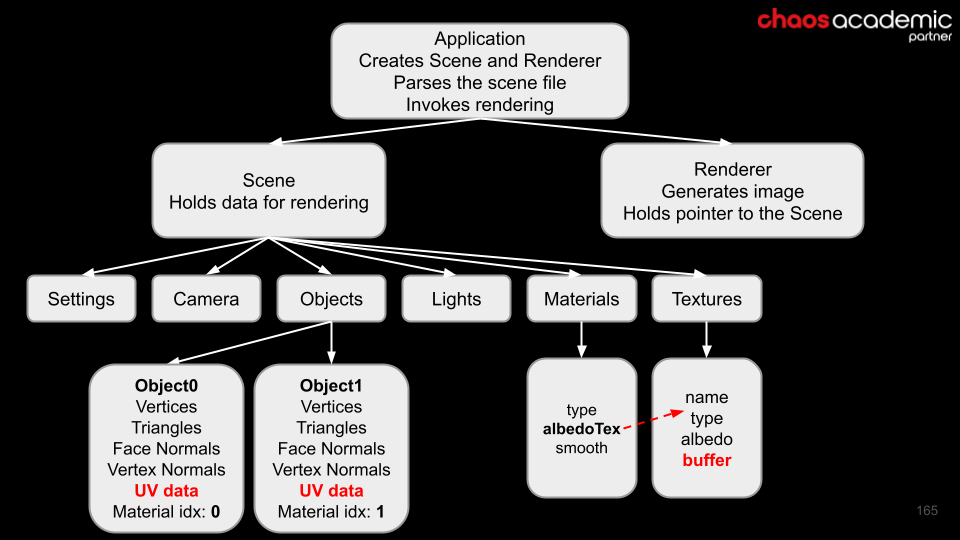 chaos academic
partner
Application
Creates Scene and Renderer
Parses the scene file
Invokes rendering
Scene
Holds data for rendering
Renderer
Generates image
Holds pointer to the Scene
Settings
Camera
Objects
Lights
Materials
Textures
Object0
Vertices
Triangles
Face Normals
Vertex Normals
UV data
Material idx: 0
Object1
Vertices
Triangles
Face Normals
Vertex Normals
UV data
Material idx: 1
type
albedoTex
smooth
name
type
albedo
buffer
165